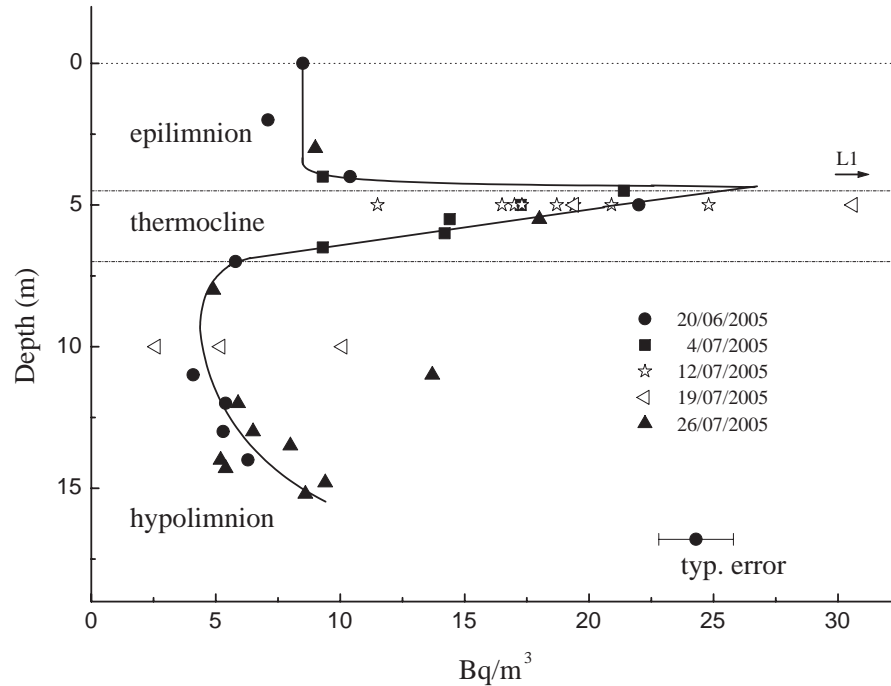 0
L1
epilimnion
5
thermocline
Depth (m)
20/06/2005
4/07/2005
12/07/2005
19/07/2005
26/07/2005
10
15
hypolimnion
typ. error
0 5 10 15 20 25 30
Bq/m³